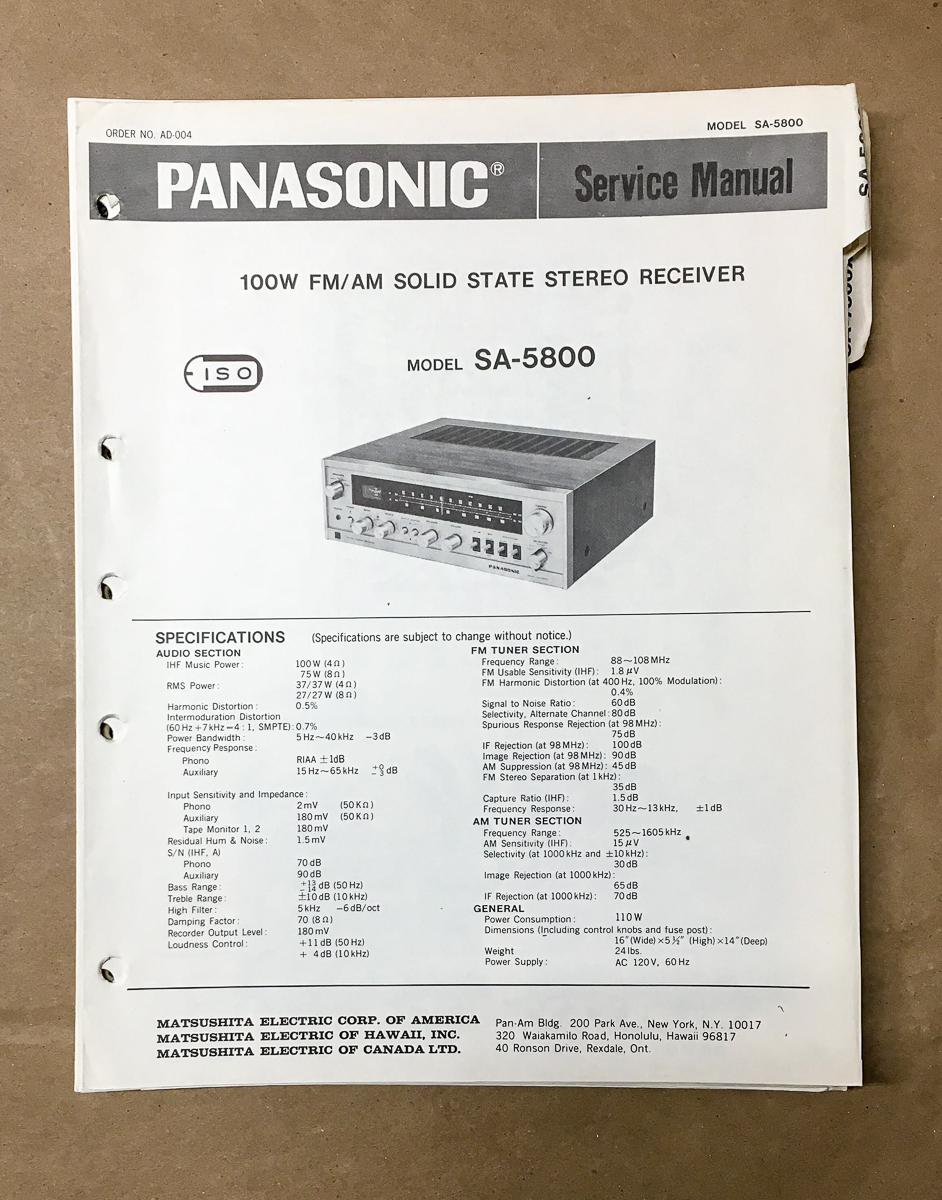 ORDER NO. AD-004
MODEL SA-5800
PANASONIC®
Service Manual
100W FM/AM SOLID STATE STEREO RECEIVER
ISO
MODEL SA-5800
PANASONIC
SPECIFICATIONS (Specifications are subject to change without notice.)
AUDIO SECTION
IHF Music Power: 100W (4Ω)
75W (8Ω)
RMS Power: 37/37W (4Ω)
27/27W (8Ω)
Harmonic Distortion: 0.5%
Intermoduration Distortion
(60Hz+7kHz—4:1, SMPTE): 0.7%
Power Bandwidth: 5Hz~40kHz −3dB
Frequency Pesponse:
Phono RIAA ±1dB
Auxiliary 15Hz~65kHz +0 −3 dB
Input Sensitivity and Impedance:
Phono 2mV (50KΩ)
Auxiliary 180mV (50KΩ)
Tape Monitor 1, 2 180mV
Residual Hum & Noise: 1.5mV
S/N (IHF, A)
Phono 70dB
Auxiliary 90dB
Bass Range: +13 −14 dB (50Hz)
Treble Range: ±10dB (10kHz)
High Filter: 5kHz −6dB/oct
Damping Factor: 70 (8Ω)
Recorder Output Level: 180mV
Loudness Control: +11dB (50Hz)
+ 4dB (10kHz)
FM TUNER SECTION
Frequency Range: 88~108MHz
FM Usable Sensitivity (IHF): 1.8μV
FM Harmonic Distortion (at 400Hz, 100% Modulation):
0.4%
Signal to Noise Ratio: 60dB
Selectivity, Alternate Channel: 80dB
Spurious Response Rejection (at 98MHz):
75dB
IF Rejection (at 98MHz): 100dB
Image Rejection (at 98MHz): 90dB
AM Suppression (at 98MHz): 45dB
FM Stereo Separation (at 1kHz):
35dB
Capture Ratio (IHF): 1.5dB
Frequency Response: 30Hz~13kHz, ±1dB
AM TUNER SECTION
Frequency Range: 525~1605kHz
AM Sensitivity (IHF): 15μV
Selectivity (at 1000kHz and ±10kHz):
30dB
Image Rejection (at 1000kHz):
65dB
IF Rejection (at 1000kHz): 70dB
GENERAL
Power Consumption: 110W
Dimensions (Including control knobs and fuse post):
16"(Wide)×5½" (High)×14"(Deep)
Weight 24lbs.
Power Supply: AC 120V, 60Hz
MATSUSHITA ELECTRIC CORP. OF AMERICA Pan-Am Bldg. 200 Park Ave., New York, N.Y. 10017
MATSUSHITA ELECTRIC OF HAWAII, INC. 320 Waiakamilo Road, Honolulu, Hawaii 96817
MATSUSHITA ELECTRIC OF CANADA LTD. 40 Ronson Drive, Rexdale, Ont.